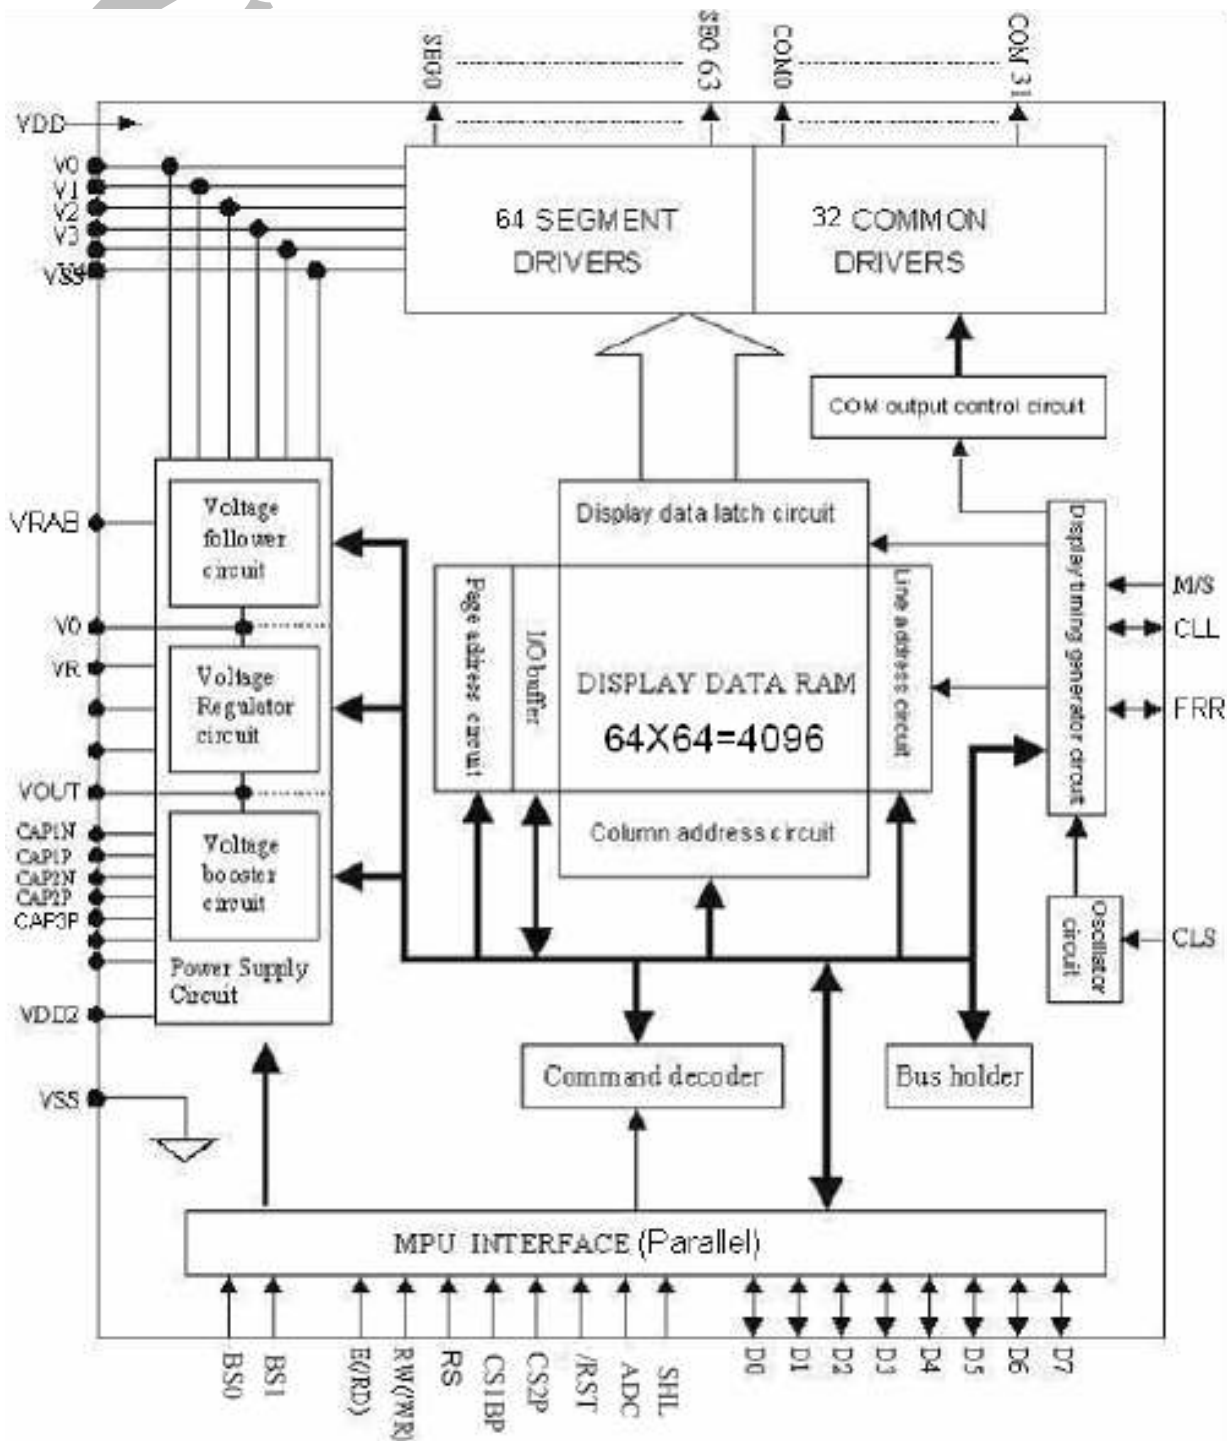 SEG0
SEG 63
COM0
COM 31
VDD
V0
V1
V2
V3
VSS
64 SEGMENT
DRIVERS
32 COMMON
DRIVERS
COM output control circuit
Voltage
follower
circuit
VRAB
Display data latch circuit
Display timing generator circuit
M/S
CLL
FRR
Page address circuit
I/O buffer
Line address circuit
DISPLAY DATA RAM
64X64=4096
V0
VR
Voltage
Regulator
circuit
VOUT
Column address circuit
CAP1N
CAP1P
CAP2N
CAP2P
CAP3P
Voltage
booster
circuit
Power Supply
Circuit
Oscillator
circuit
CLS
VDD2
Command decoder
Bus holder
VSS
MPU INTERFACE (Parallel)
BS0
BS1
E(/RD)
RW(/WR)
RS
CS1BP
CS2P
/RST
ADC
SHL
D0
D1
D2
D3
D4
D5
D6
D7